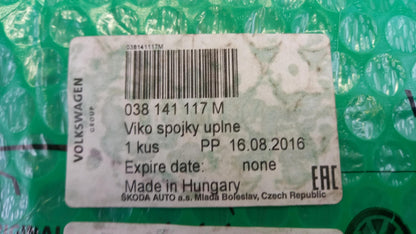 038141117M
VOLKSWAGEN
GROUP
038 141 117 M
Viko spojky uplne
1 kus PP 16.08.2016
Expire date: none
Made in Hungary
EAC
ŠKODA AUTO a.s. Mladá Boleslav, Czech Republic